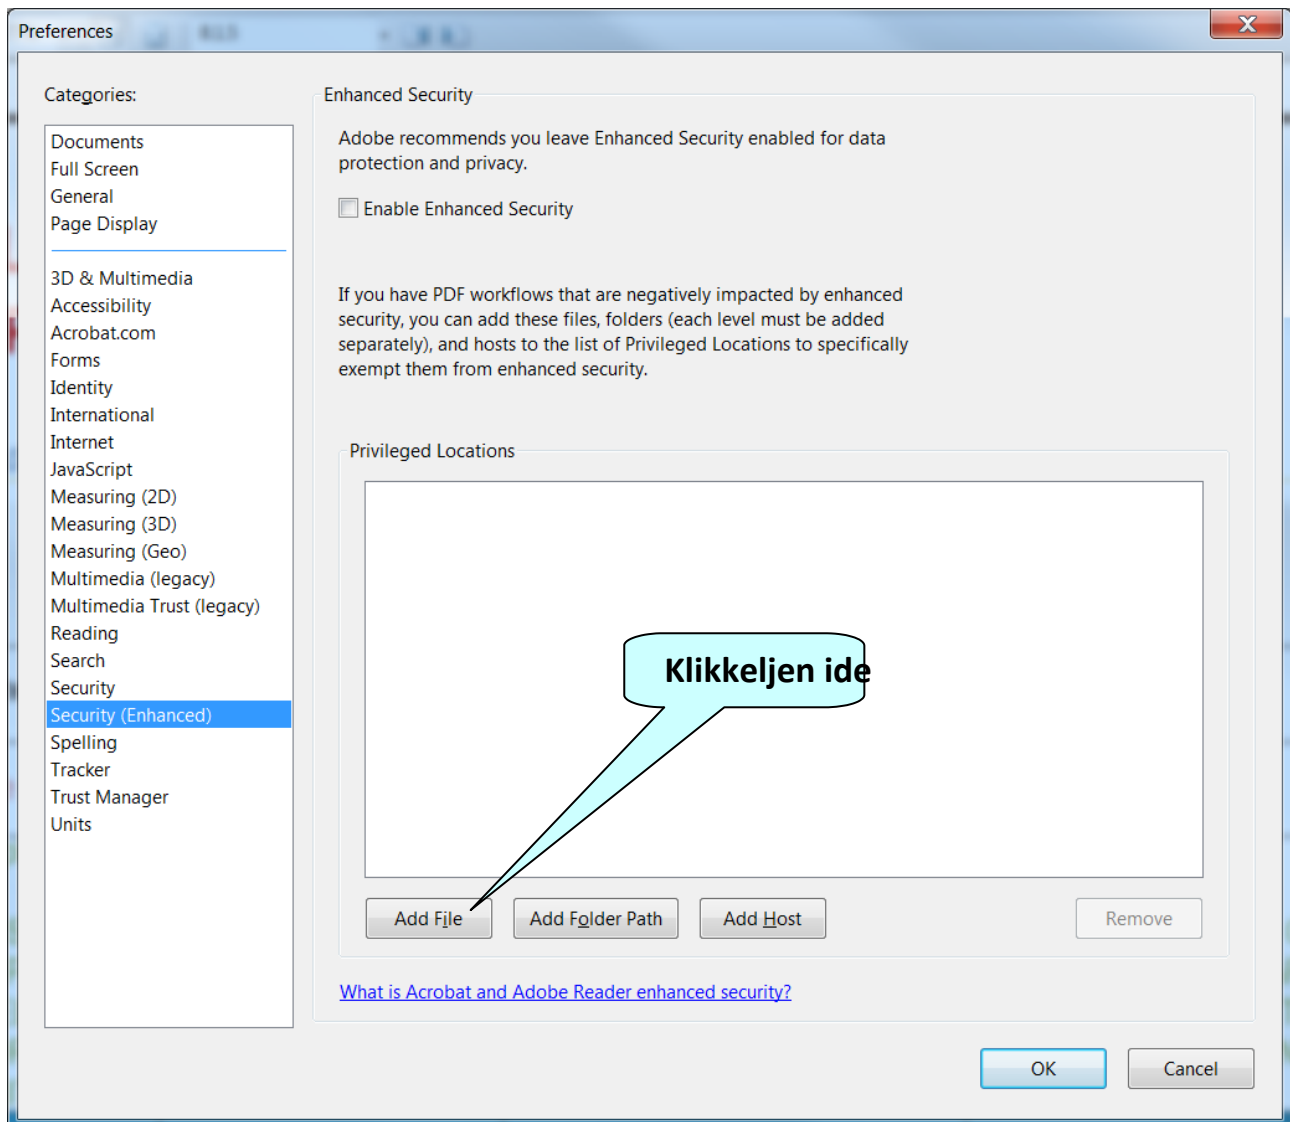 Preferences
Categories:
Documents
Full Screen
General
Page Display
3D & Multimedia
Accessibility
Acrobat.com
Forms
Identity
International
Internet
JavaScript
Measuring (2D)
Measuring (3D)
Measuring (Geo)
Multimedia (legacy)
Multimedia Trust (legacy)
Reading
Search
Security
Security (Enhanced)
Spelling
Tracker
Trust Manager
Units
Enhanced Security
Adobe recommends you leave Enhanced Security enabled for data
protection and privacy.
Enable Enhanced Security
If you have PDF workflows that are negatively impacted by enhanced
security, you can add these files, folders (each level must be added
separately), and hosts to the list of Privileged Locations to specifically
exempt them from enhanced security.
Privileged Locations
Klikkeljen ide
Add File Add Folder Path Add Host Remove
What is Acrobat and Adobe Reader enhanced security?
OK Cancel